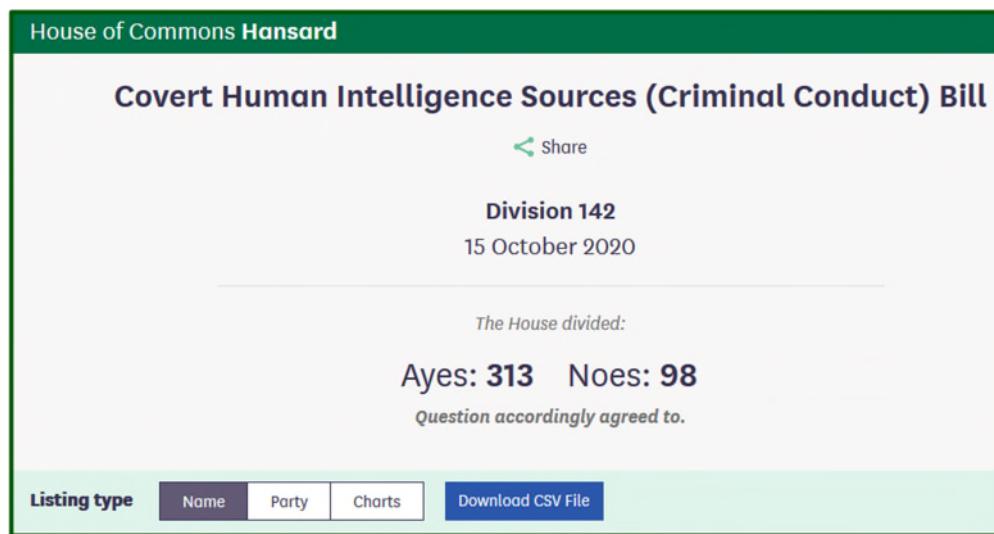 House of Commons Hansard
Covert Human Intelligence Sources (Criminal Conduct) Bill
Share
Division 142
15 October 2020
The House divided:
Ayes: 313 Noes: 98
Question accordingly agreed to.
Listing type Name Party Charts Download CSV File